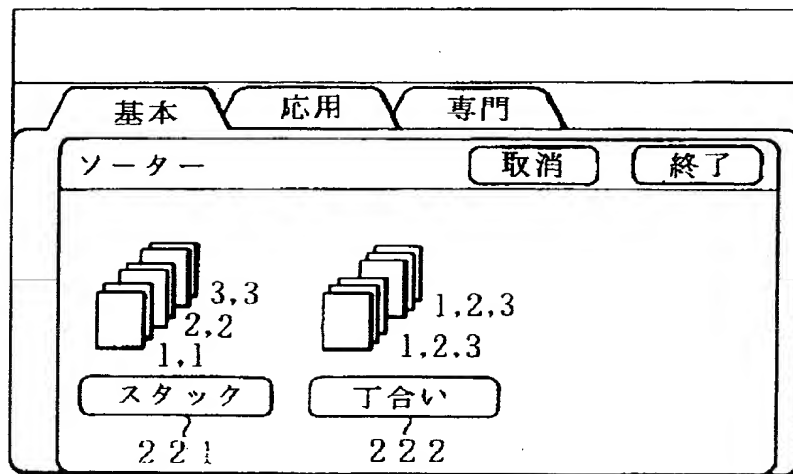 基本 応用 専門
ソーター 取消 終了
3,3 1,2,3
2,2
1,1 1,2,3
スタック 丁合い
221 222